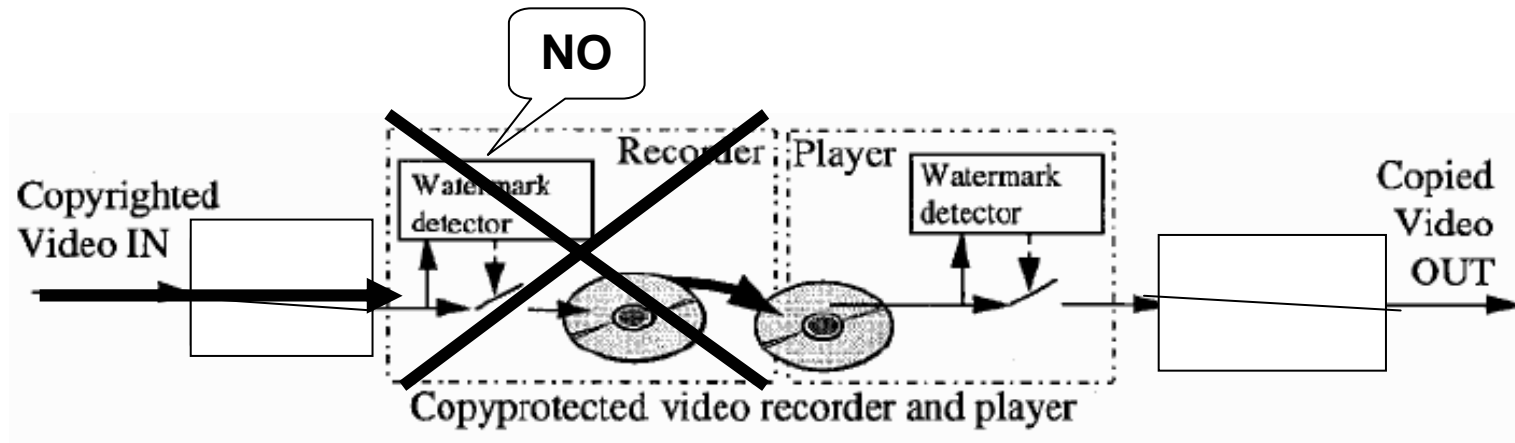 NO
Recorder
Player
Watermark
detector
Watermark
detector
Copyrighted
Video IN
Copied
Video
OUT
Copyprotected video recorder and player